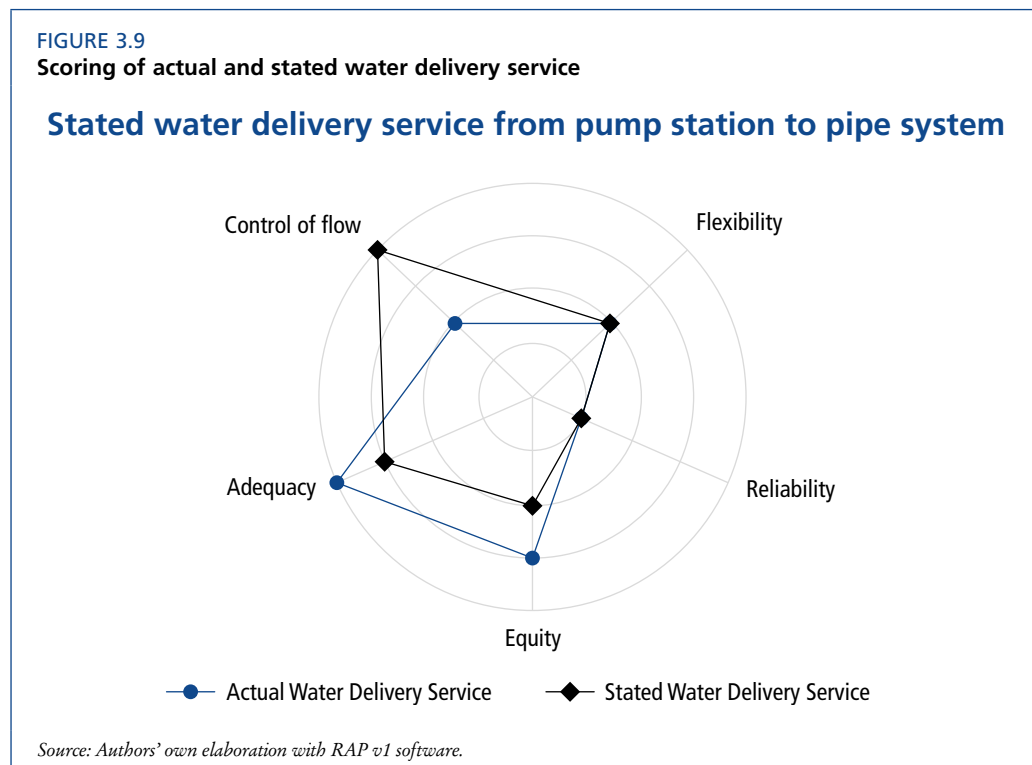 FIGURE 3.9
Scoring of actual and stated water delivery service
Stated water delivery service from pump station to pipe system
Control of flow
Flexibility
Adequacy
Reliability
Equity
Actual Water Delivery Service
Stated Water Delivery Service
Source: Authors' own elaboration with RAP v1 software.